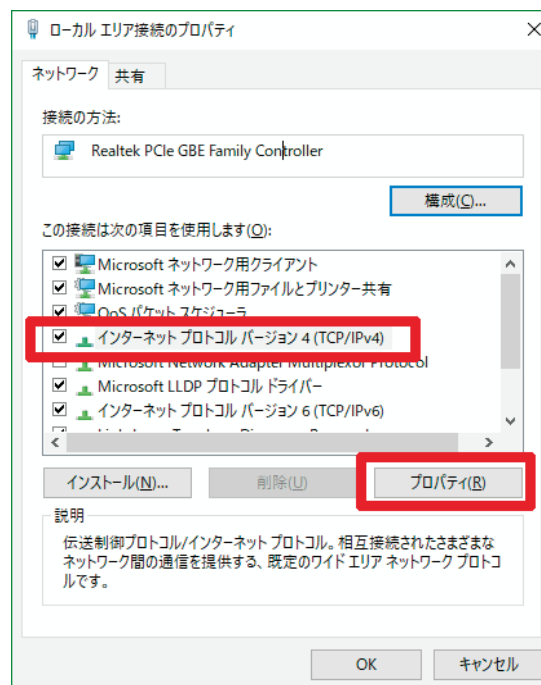 ローカル エリア接続のプロパティ
ネットワーク 共有
接続の方法:
Realtek PCIe GBE Family Controller
構成(C)...
この接続は次の項目を使用します(O):
Microsoft ネットワーク用クライアント
Microsoft ネットワーク用ファイルとプリンター共有
QoS パケット スケジューラ
インターネット プロトコル バージョン 4 (TCP/IPv4)
Microsoft Network Adapter Multiplexor Protocol
Microsoft LLDP プロトコル ドライバー
インターネット プロトコル バージョン 6 (TCP/IPv6)
インストール(N)... 削除(U) プロパティ(R)
説明
伝送制御プロトコル/インターネット プロトコル。相互接続されたさまざまな
ネットワーク間の通信を提供する、既定のワイド エリア ネットワーク プロトコ
ルです。
OK キャンセル